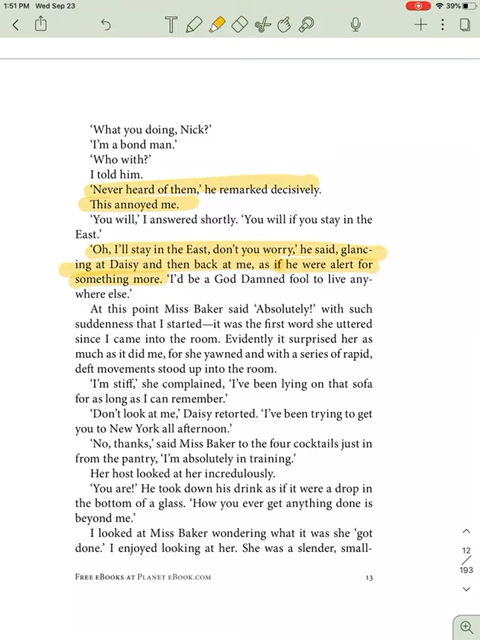 1:51 PM Wed Sep 23
39%
‘What you doing, Nick?’
‘I’m a bond man.’
‘Who with?’
I told him.
‘Never heard of them,’ he remarked decisively.
This annoyed me.
‘You will,’ I answered shortly. ‘You will if you stay in the
East.’
‘Oh, I’ll stay in the East, don’t you worry,’ he said, glanc-
ing at Daisy and then back at me, as if he were alert for
something more. ‘I’d be a God Damned fool to live any-
where else.’
At this point Miss Baker said ‘Absolutely!’ with such
suddenness that I started—it was the first word she uttered
since I came into the room. Evidently it surprised her as
much as it did me, for she yawned and with a series of rapid,
deft movements stood up into the room.
‘I’m stiff,’ she complained, ‘I’ve been lying on that sofa
for as long as I can remember.’
‘Don’t look at me,’ Daisy retorted. ‘I’ve been trying to get
you to New York all afternoon.’
‘No, thanks,’ said Miss Baker to the four cocktails just in
from the pantry, ‘I’m absolutely in training.’
Her host looked at her incredulously.
‘You are!’ He took down his drink as if it were a drop in
the bottom of a glass. ‘How you ever get anything done is
beyond me.’
I looked at Miss Baker wondering what it was she ‘got
done.’ I enjoyed looking at her. She was a slender, small-
12
193
Free eBooks at Planet eBook.com
13